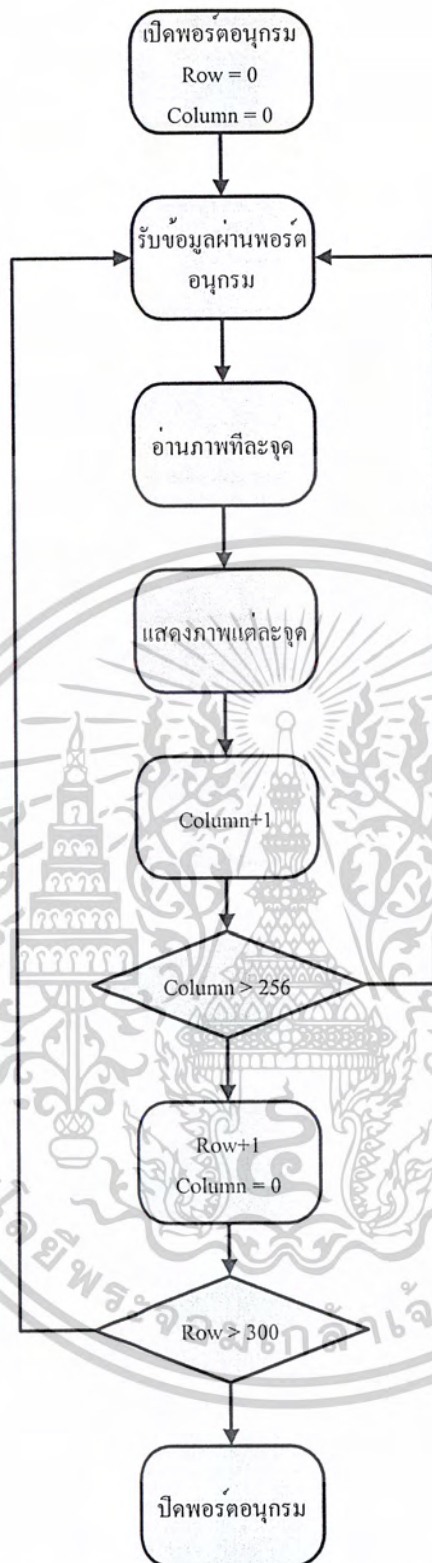 เปิดพอร์ตอนุกรม
Row = 0
Column = 0
รับข้อมูลผ่านพอร์ต
อนุกรม
อ่านภาพทีละจุด
แสดงภาพแต่ละจุด
Column+1
Column > 256
Row+1
Column = 0
Row > 300
ปิดพอร์ตอนุกรม